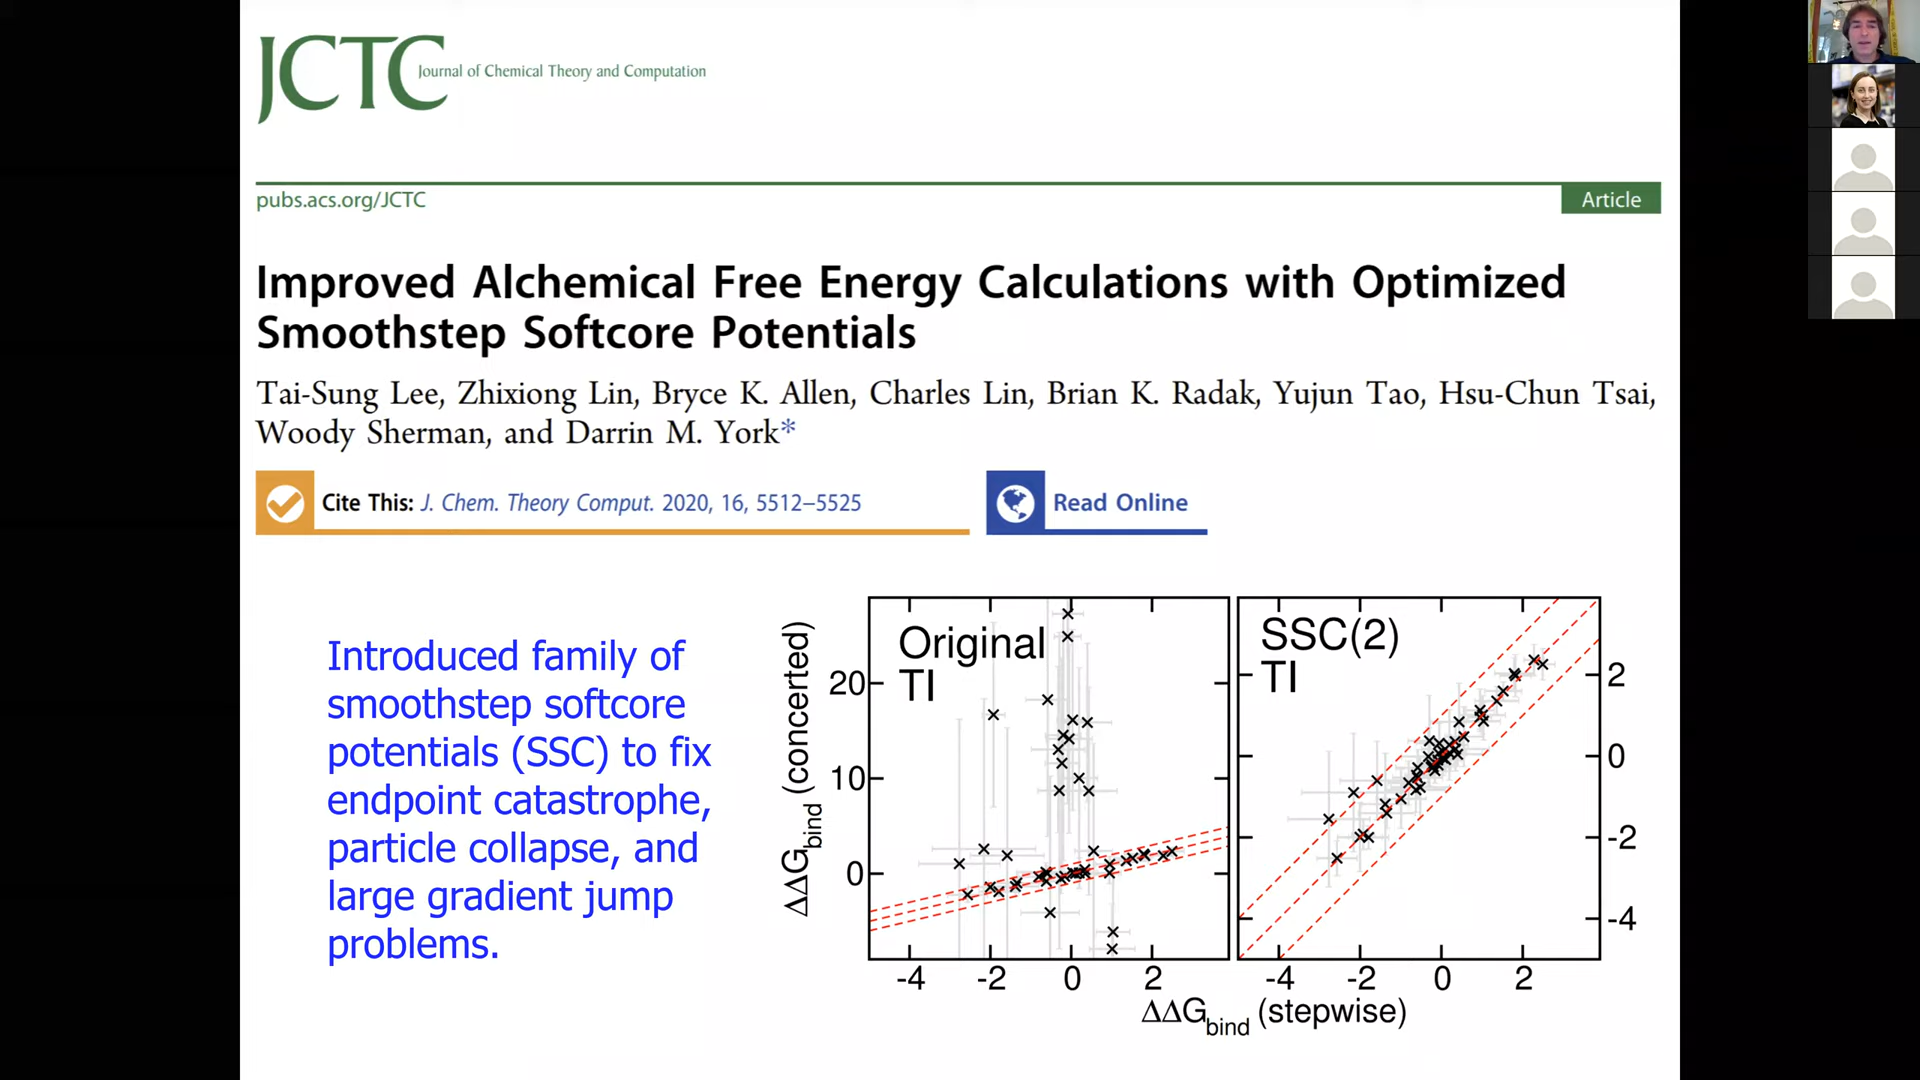 JCTC Journal of Chemical Theory and Computation
pubs.acs.org/JCTC
Article
Improved Alchemical Free Energy Calculations with Optimized
Smoothstep Softcore Potentials
Tai-Sung Lee, Zhixiong Lin, Bryce K. Allen, Charles Lin, Brian K. Radak, Yujun Tao, Hsu-Chun Tsai,
Woody Sherman, and Darrin M. York*
Cite This: J. Chem. Theory Comput. 2020, 16, 5512–5525
Read Online
Introduced family of
smoothstep softcore
potentials (SSC) to fix
endpoint catastrophe,
particle collapse, and
large gradient jump
problems.
ΔΔGbind (concerted)
20
10
0
Original
TI
-4 -2 0 2
SSC(2)
TI
2
0
-2
-4
-4 -2 0 2
ΔΔGbind (stepwise)